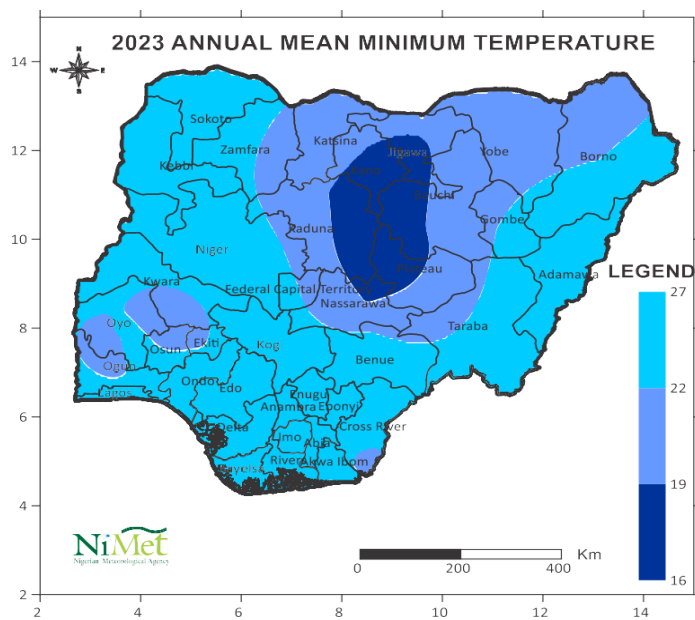 2023 ANNUAL MEAN MINIMUM TEMPERATURE
N
W E
S
14
12
10
8
6
4
2
2 4 6 8 10 12 14
Sokoto
Katsina
Jigawa
Zamfara
Yobe
Borno
Kebbi
Gombe
Kaduna
Niger
Plateau
Adamawa
Kwara
Federal Capital Territory
Nassarawa
Taraba
Oyo
Osun
Ekiti
Kog
Benue
Ogun
Ondo
Edo
Lagos
Enugu
Anambra
Ebonyi
Delta
Imo
Abia
Cross River
Bayelsa
Rivers
Akwa Ibom
LEGEND
27
22
19
16
NiMet
Nigerian Meteorological Agency
0 200 400
Km